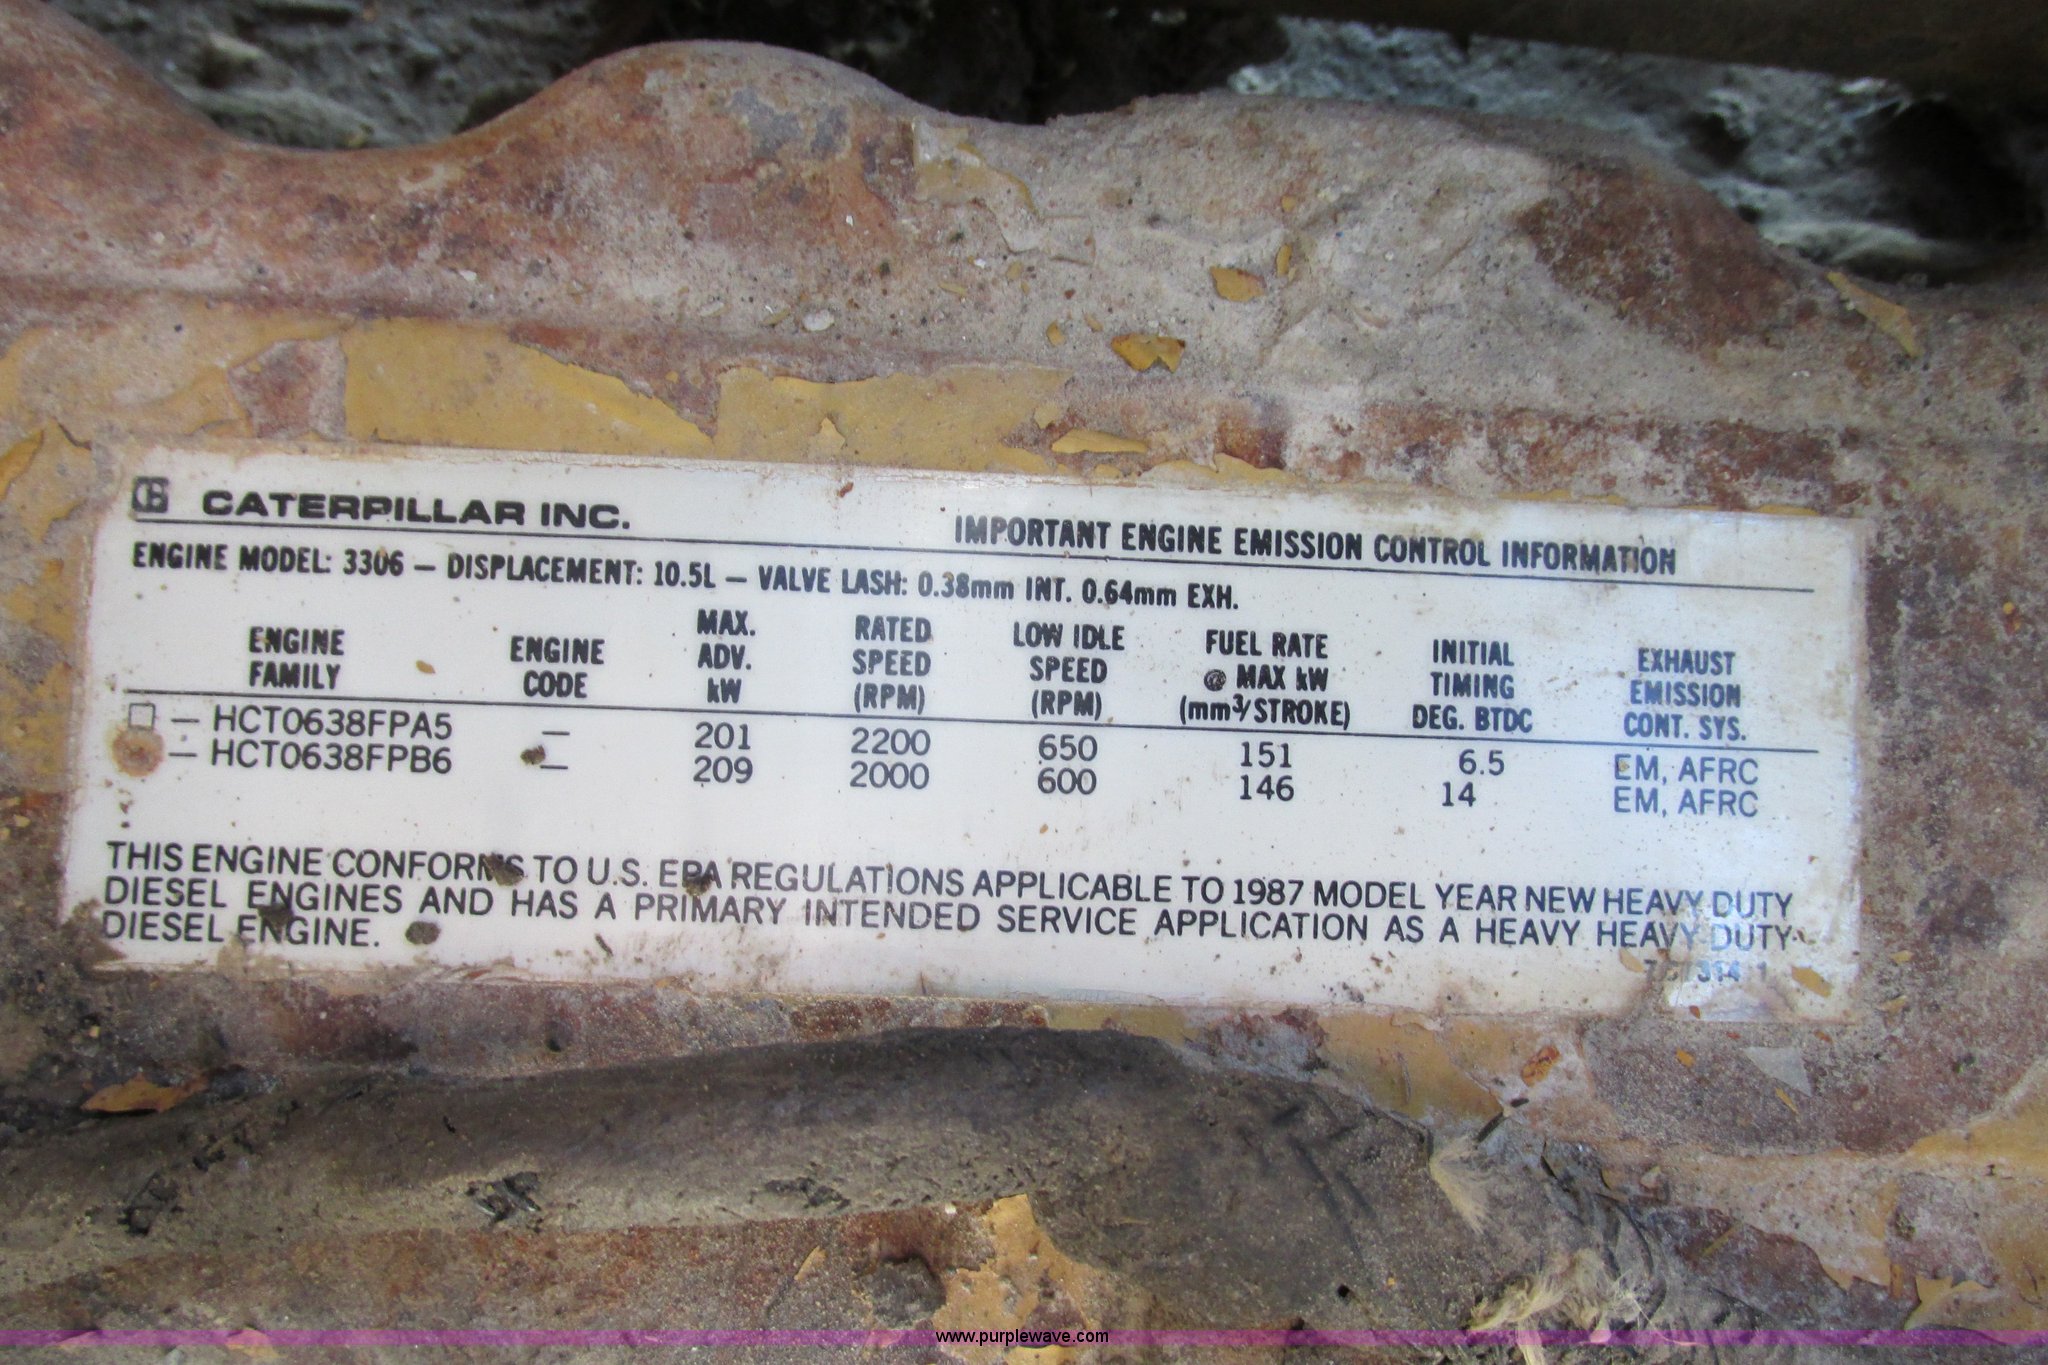 CATERPILLAR INC.
IMPORTANT ENGINE EMISSION CONTROL INFORMATION
ENGINE MODEL: 3306 – DISPLACEMENT: 10.5L – VALVE LASH: 0.38mm INT. 0.64mm EXH.
ENGINE FAMILY ENGINE CODE MAX. ADV. kW RATED SPEED (RPM) LOW IDLE SPEED (RPM) FUEL RATE @ MAX kW (mm³/STROKE) INITIAL TIMING DEG. BTDC EXHAUST EMISSION CONT. SYS.
– HCT0638FPA5 – 201 2200 650 151 6.5 EM, AFRC
– HCT0638FPB6 – 209 2000 600 146 14 EM, AFRC
THIS ENGINE CONFORMS TO U.S. EPA REGULATIONS APPLICABLE TO 1987 MODEL YEAR NEW HEAVY DUTY
DIESEL ENGINES AND HAS A PRIMARY INTENDED SERVICE APPLICATION AS A HEAVY HEAVY DUTY
DIESEL ENGINE.
www.purplewave.com